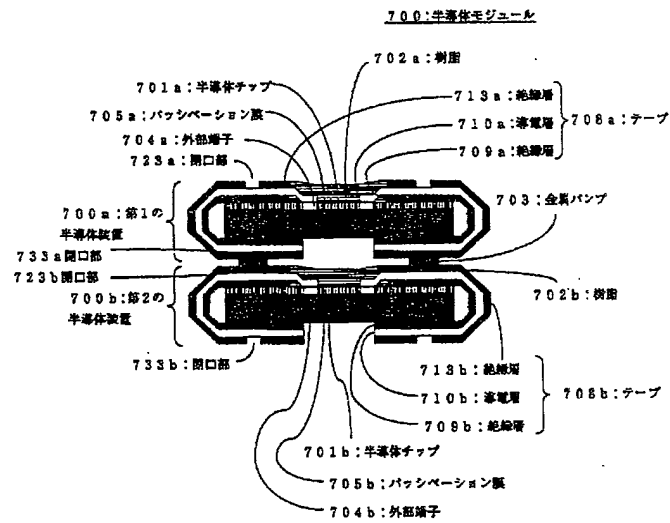 700:半導体モジュール
702a:樹脂
701a:半導体チップ
713a:絶縁層
705a:パッシベーション膜
710a:導電層
708a:テープ
704a:外部端子
709a:絶縁層
723a:開口部
703:金属バンプ
700a:第1の
半導体装置
733a開口部
723b開口部
700b:第2の
半導体装置
702b:樹脂
733b:開口部
713b:絶縁層
710b:導電層
708b:テープ
709b:絶縁層
701b:半導体チップ
705b:パッシベーション膜
704b:外部端子